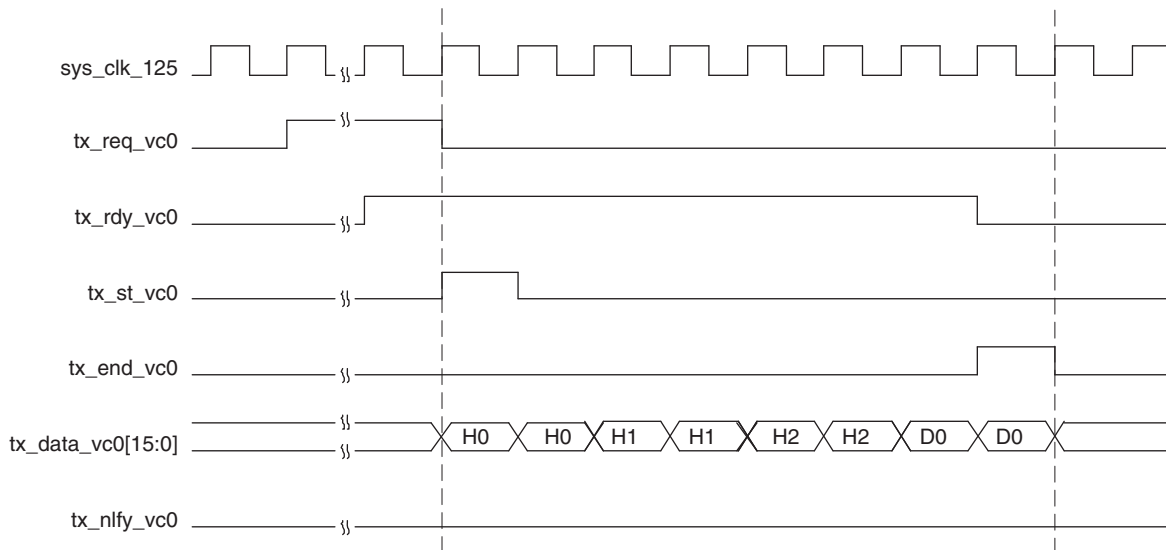 sys_clk_125
tx_req_vc0
tx_rdy_vc0
tx_st_vc0
tx_end_vc0
tx_data_vc0[15:0] H0 H0 H1 H1 H2 H2 D0 D0
tx_nlfy_vc0